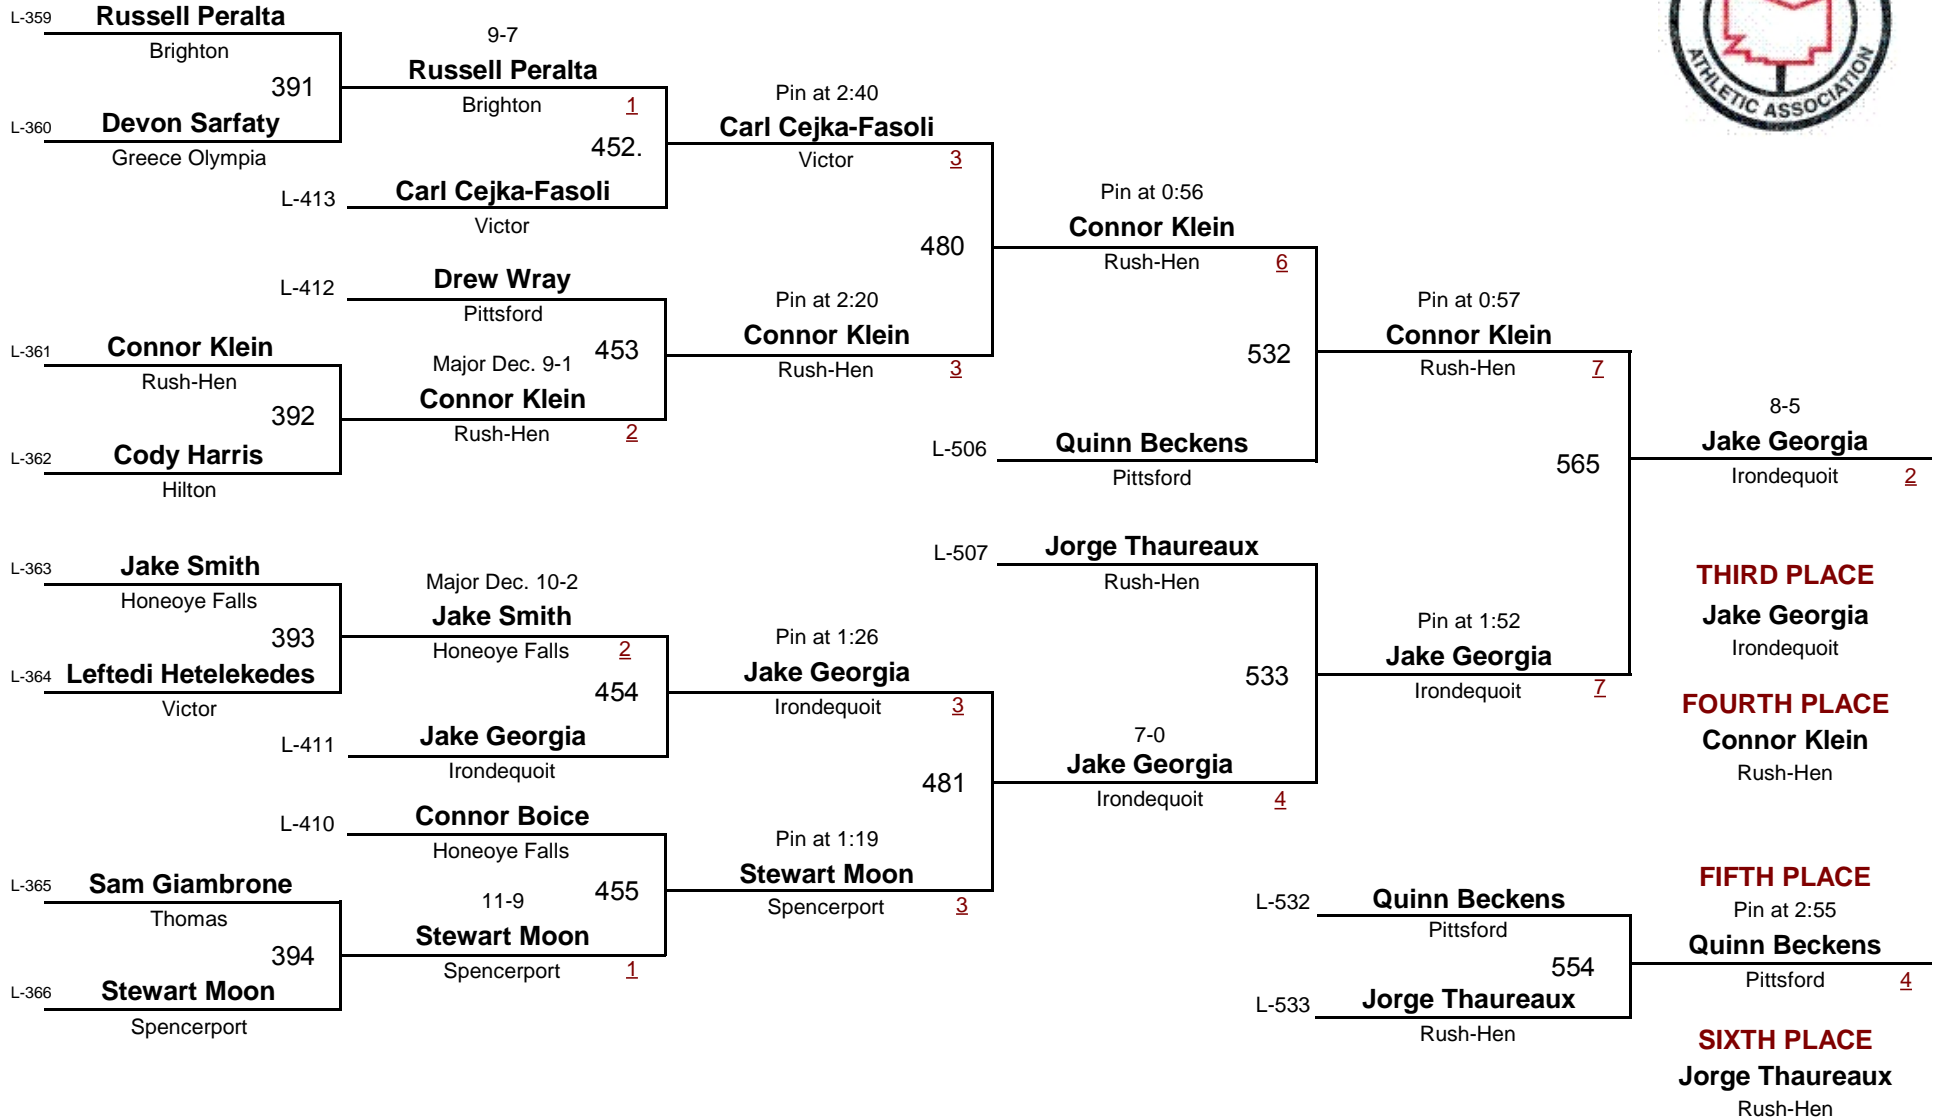 L-359
Russell Peralta
Brighton
391
L-360
Devon Sarfaty
Greece Olympia
9-7
Russell Peralta
Brighton
1
452.
L-413
Carl Cejka-Fasoli
Victor
Pin at 2:40
Carl Cejka-Fasoli
Victor
3
L-412
Drew Wray
Pittsford
453
L-361
Connor Klein
Rush-Hen
392
L-362
Cody Harris
Hilton
Major Dec. 9-1
Connor Klein
Rush-Hen
2
Pin at 2:20
Connor Klein
Rush-Hen
3
480
Pin at 0:56
Connor Klein
Rush-Hen
6
532
L-506
Quinn Beckens
Pittsford
Pin at 0:57
Connor Klein
Rush-Hen
7
L-363
Jake Smith
Honeoye Falls
393
L-364
Leftedi Hetelekedes
Victor
Major Dec. 10-2
Jake Smith
Honeoye Falls
2
454
L-411
Jake Georgia
Irondequoit
Pin at 1:26
Jake Georgia
Irondequoit
3
L-410
Connor Boice
Honeoye Falls
455
L-365
Sam Giambrone
Thomas
394
L-366
Stewart Moon
Spencerport
11-9
Stewart Moon
Spencerport
1
Pin at 1:19
Stewart Moon
Spencerport
3
481
L-507
Jorge Thaureaux
Rush-Hen
533
7-0
Jake Georgia
Irondequoit
4
Pin at 1:52
Jake Georgia
Irondequoit
7
565
8-5
Jake Georgia
Irondequoit
2
THIRD PLACE
Jake Georgia
Irondequoit
FOURTH PLACE
Connor Klein
Rush-Hen
L-532
Quinn Beckens
Pittsford
554
L-533
Jorge Thaureaux
Rush-Hen
FIFTH PLACE
Pin at 2:55
Quinn Beckens
Pittsford
4
SIXTH PLACE
Jorge Thaureaux
Rush-Hen
ATHLETIC ASSOCIATION